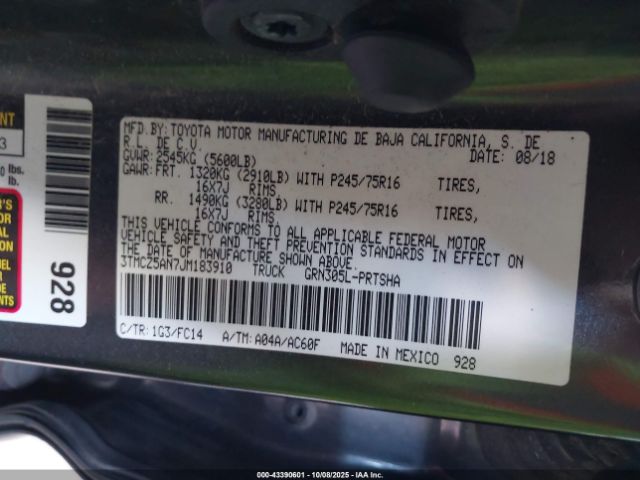 MFD.BY: TOYOTA MOTOR MANUFACTURING DE BAJA CALIFORNIA, S. DE
R.L. DE C.V. DATE: 08/18
GVWR: 2545KG (5600LB)
GAWR: FRT. 1320KG (2910LB) WITH P245/75R16 TIRES,
16X7J RIMS,
RR. 1490KG (3280LB) WITH P245/75R16 TIRES,
16X7J RIMS,
THIS VEHICLE CONFORMS TO ALL APPLICABLE FEDERAL MOTOR
VEHICLE SAFETY AND THEFT PREVENTION STANDARDS IN EFFECT ON
THE DATE OF MANUFACTURE SHOWN ABOVE.
3TMCZ5AN7JM183910 TRUCK GRN305L-PRTSHA
C/TR: 1G3/FC14 A/TM: A04A/AC60F MADE IN MEXICO 928
928
lbs.
lb.
000-43390601 - 10/08/2025 - IAAI PROPERTY